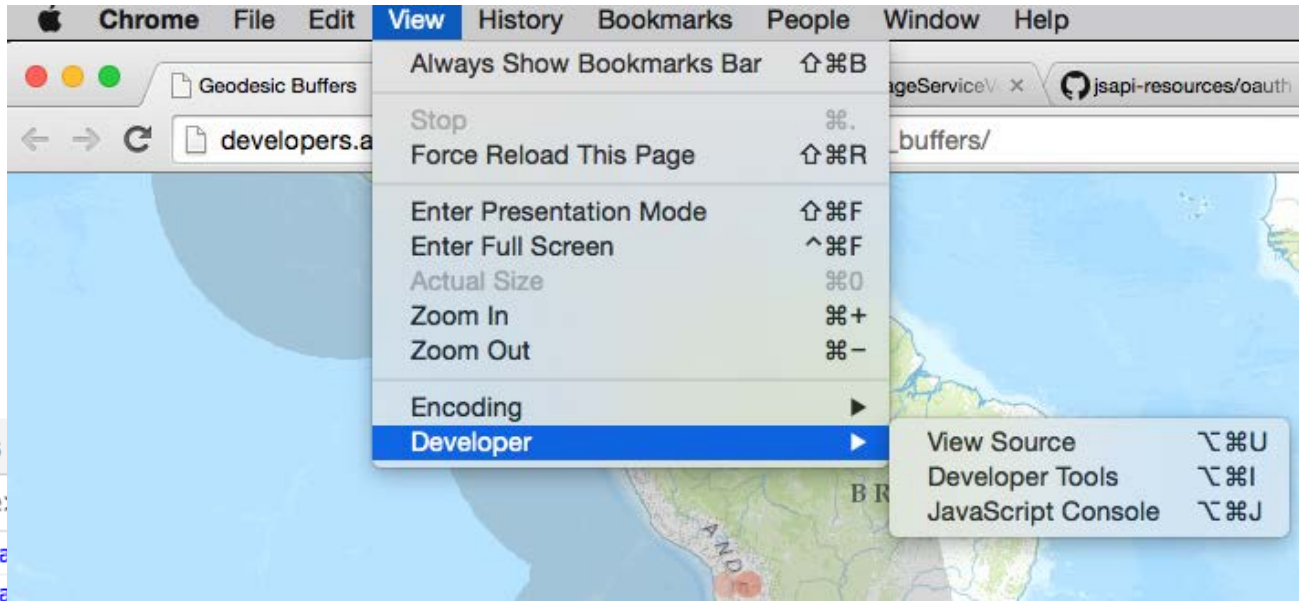 Chrome File Edit View History Bookmarks People Window Help
Always Show Bookmarks Bar ⇧⌘B
Geodesic Buffers
ageServiceV × jsapi-resources/oauth
Stop ⌘.
developers.a
_buffers/
Force Reload This Page ⇧⌘R
Enter Presentation Mode ⇧⌘F
Enter Full Screen ^⌘F
Actual Size ⌘0
Zoom In ⌘+
Zoom Out ⌘−
Encoding ▶
Developer ▶
View Source ⌥⌘U
Developer Tools ⌥⌘I
JavaScript Console ⌥⌘J
BR
AND